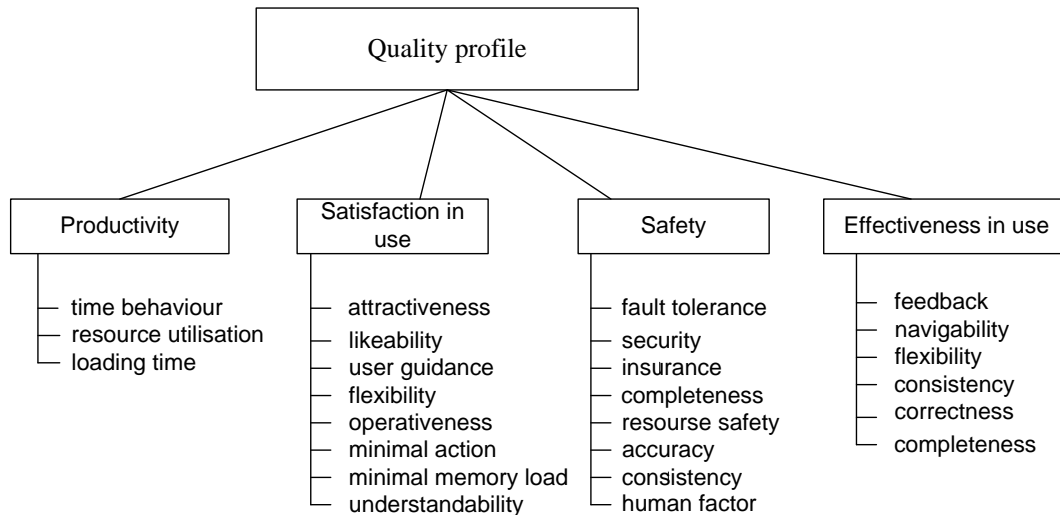 Quality profile
Productivity
time behaviour
resource utilisation
loading time
Satisfaction in
use
attractiveness
likeability
user guidance
flexibility
operativeness
minimal action
minimal memory load
understandability
Safety
fault tolerance
security
insurance
completeness
resourse safety
accuracy
consistency
human factor
Effectiveness in use
feedback
navigability
flexibility
consistency
correctness
completeness